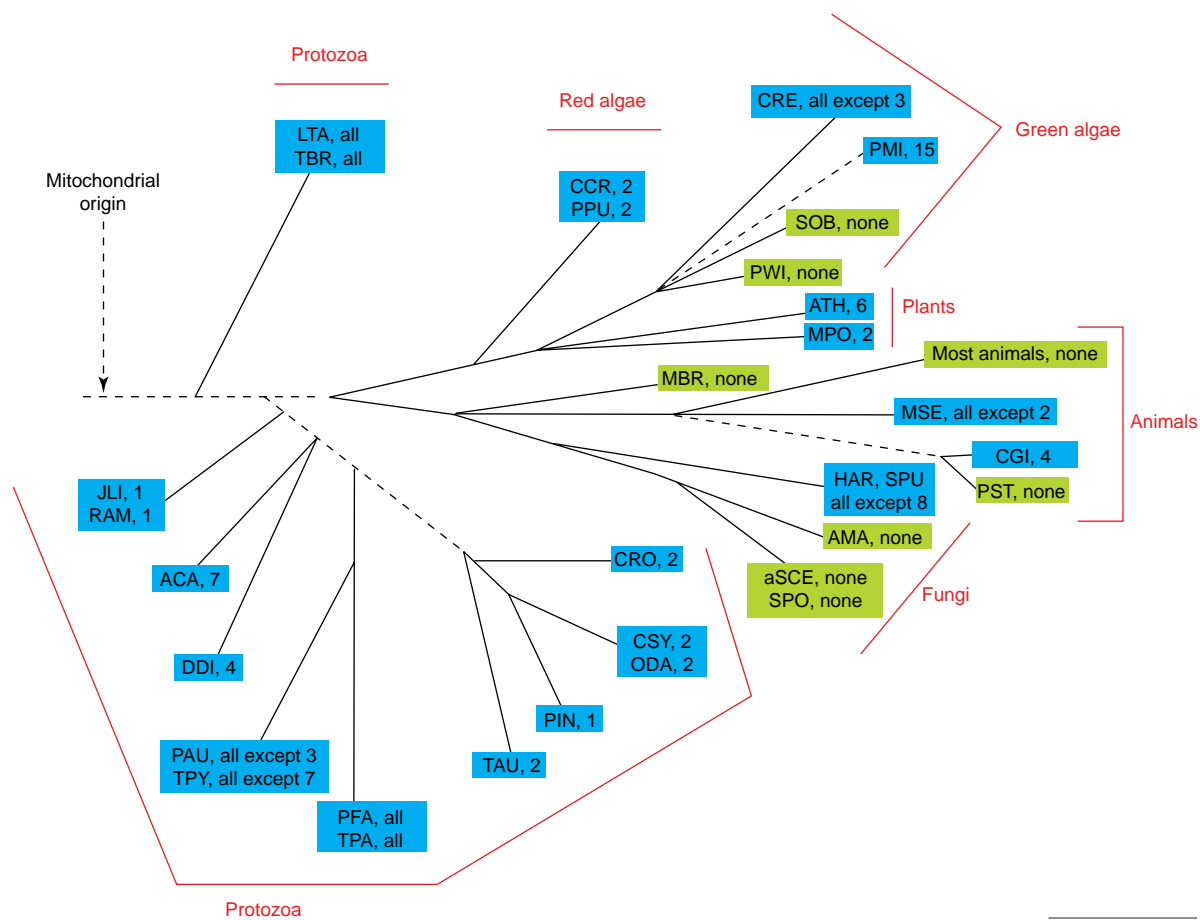 Protozoa
LTA, all
TBR, all
Mitochondrial
origin
Red algae
CCR, 2
PPU, 2
CRE, all except 3
PMI, 15
Green algae
SOB, none
PWI, none
ATH, 6
MPO, 2
Plants
Most animals, none
MBR, none
MSE, all except 2
Animals
CGI, 4
PST, none
HAR, SPU
all except 8
AMA, none
aSCE, none
SPO, none
Fungi
JLI, 1
RAM, 1
ACA, 7
DDI, 4
PAU, all except 3
TPY, all except 7
PFA, all
TPA, all
CRO, 2
CSY, 2
ODA, 2
PIN, 1
TAU, 2
Protozoa